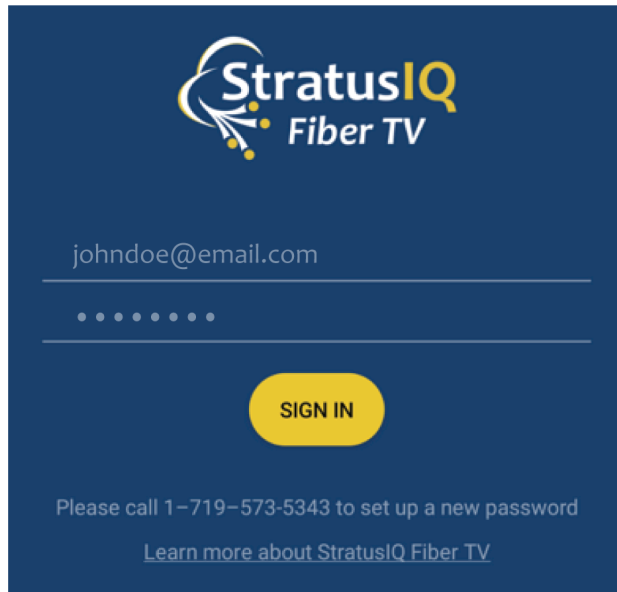 StratusIQ
Fiber TV
johndoe@email.com
••••••••
SIGN IN
Please call 1–719–573-5343 to set up a new password
Learn more about StratusIQ Fiber TV